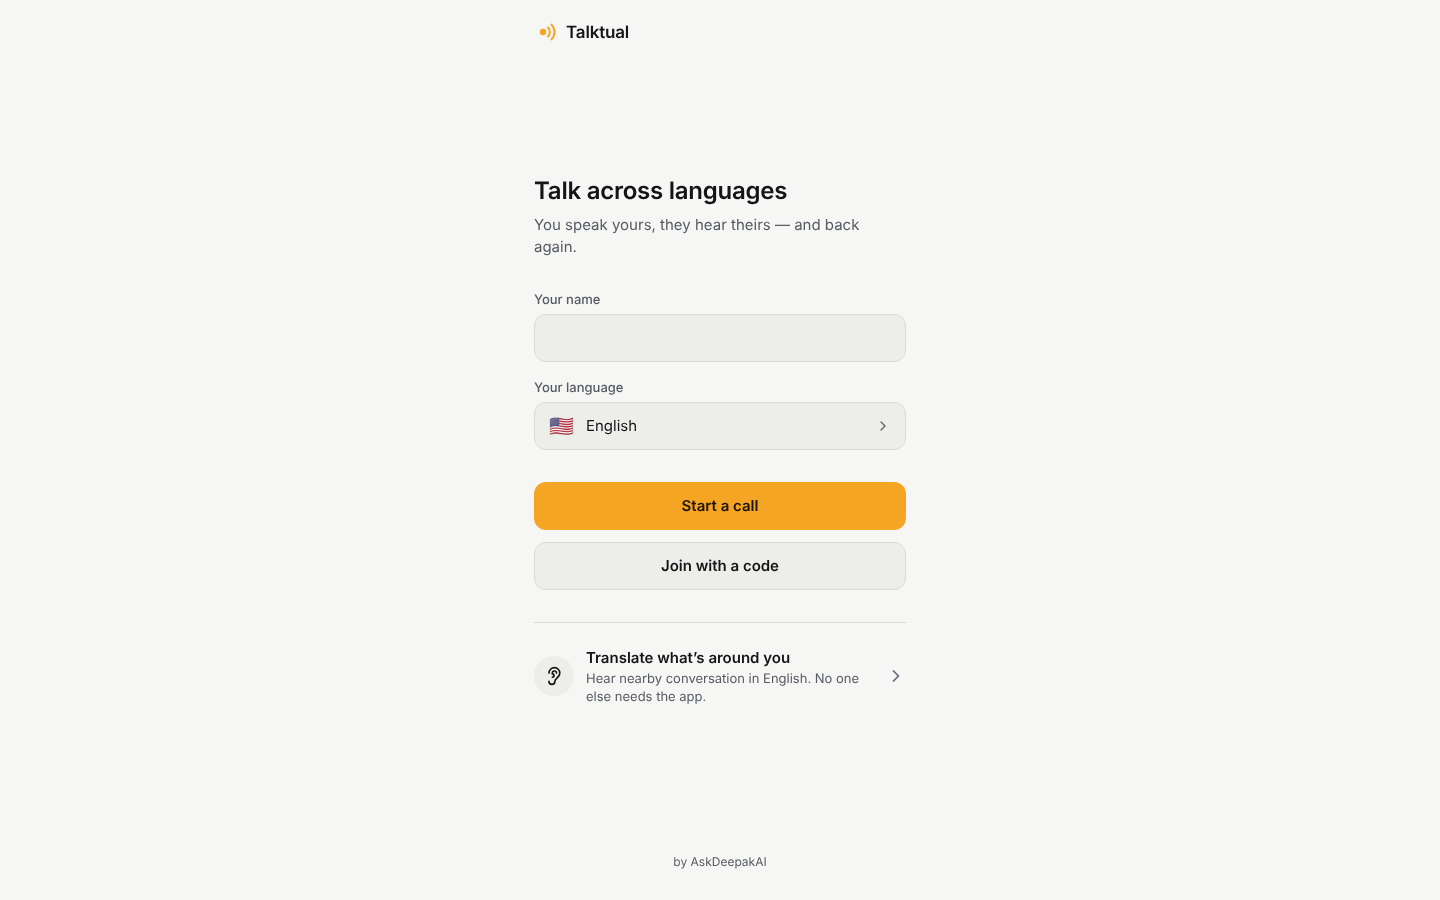 Talktual
Talk across languages
You speak yours, they hear theirs — and back
again.
Your name
Your language
English
Start a call
Join with a code
Translate what’s around you
Hear nearby conversation in English. No one
else needs the app.
by AskDeepakAI